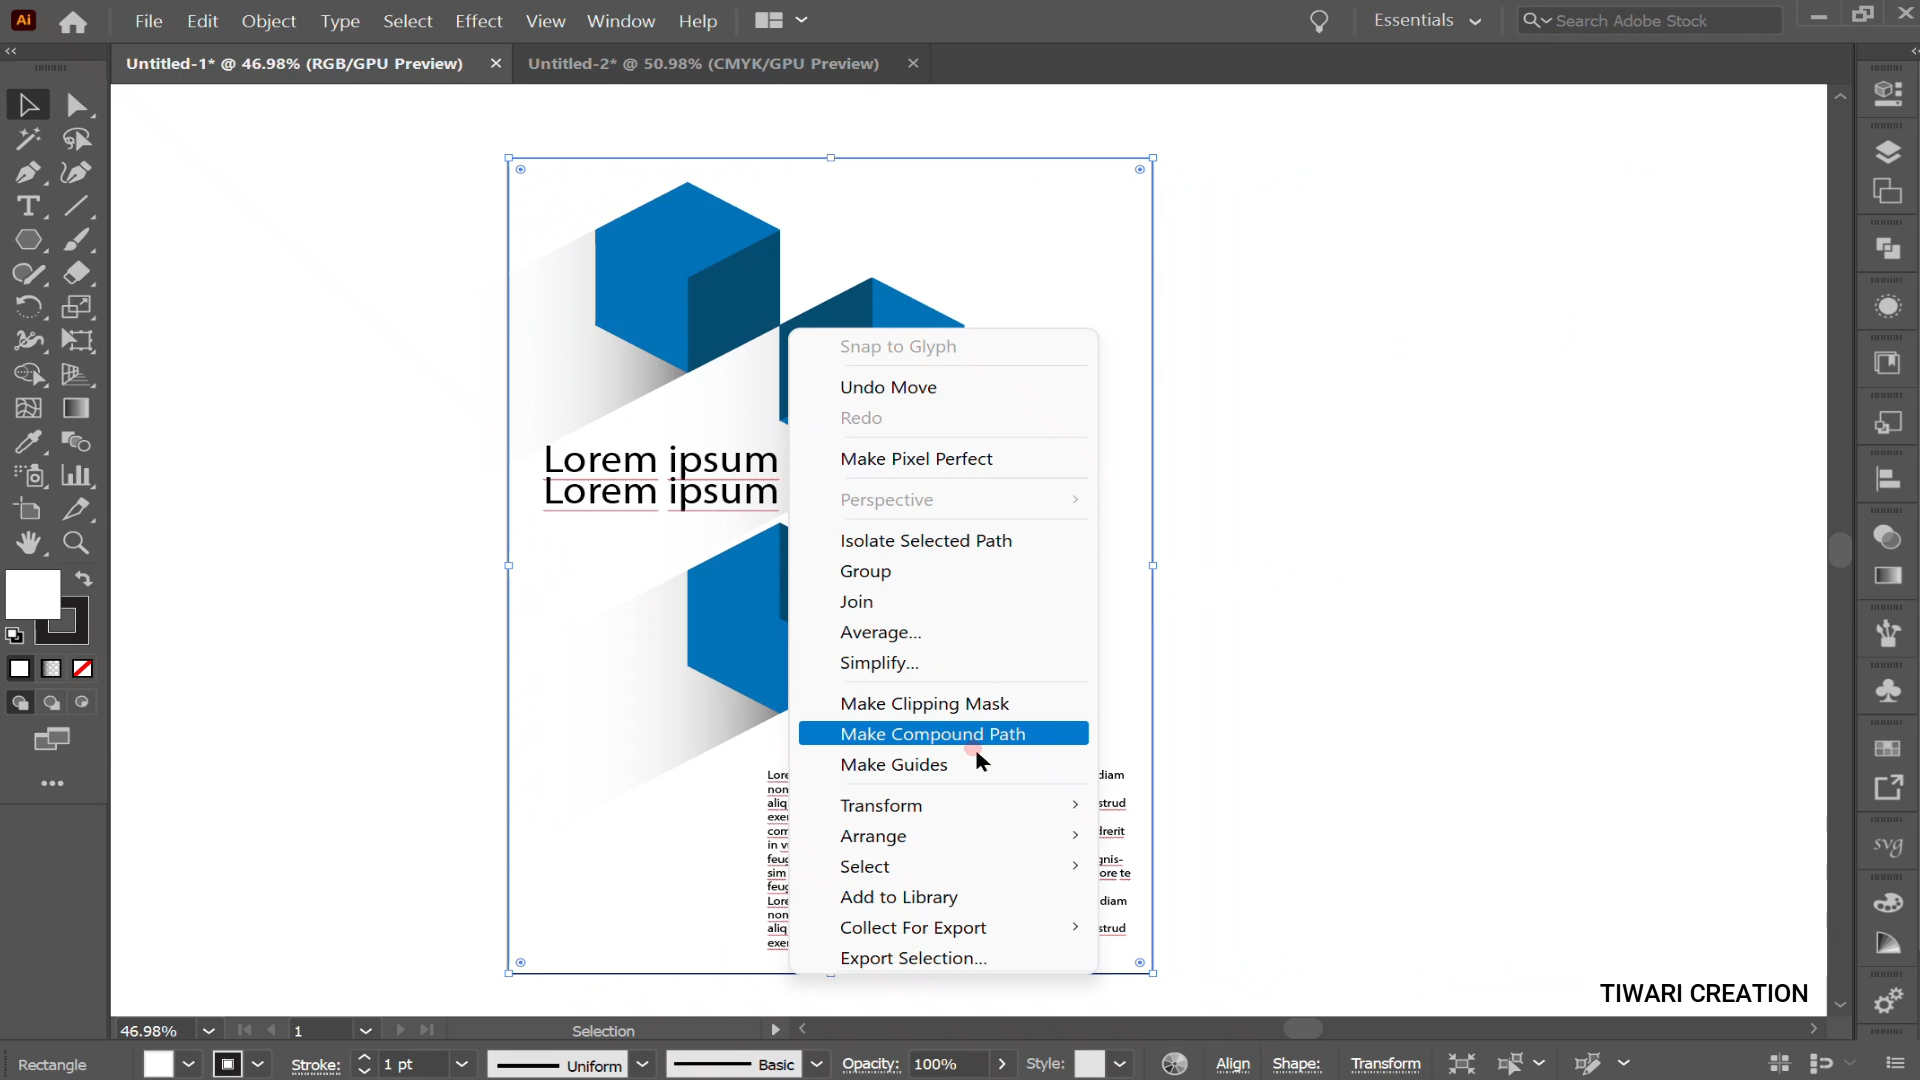 Ai File Edit Object Type Select Effect View Window Help Essentials Search Adobe Stock
Untitled-1* @ 46.98% (RGB/GPU Preview) Untitled-2* @ 50.98% (CMYK/GPU Preview)
Snap to Glyph
Undo Move
Redo
Make Pixel Perfect
Perspective
Lorem ipsum
Lorem ipsum
Isolate Selected Path
Group
Join
Average...
Simplify...
Make Clipping Mask
Make Compound Path
Make Guides
Transform
Arrange
Select
Add to Library
Collect For Export
Export Selection...
svg
TIWARI CREATION
46.98% 1 Selection
Rectangle Stroke: 1 pt Uniform Basic Opacity: 100% Style: Align Shape: Transform